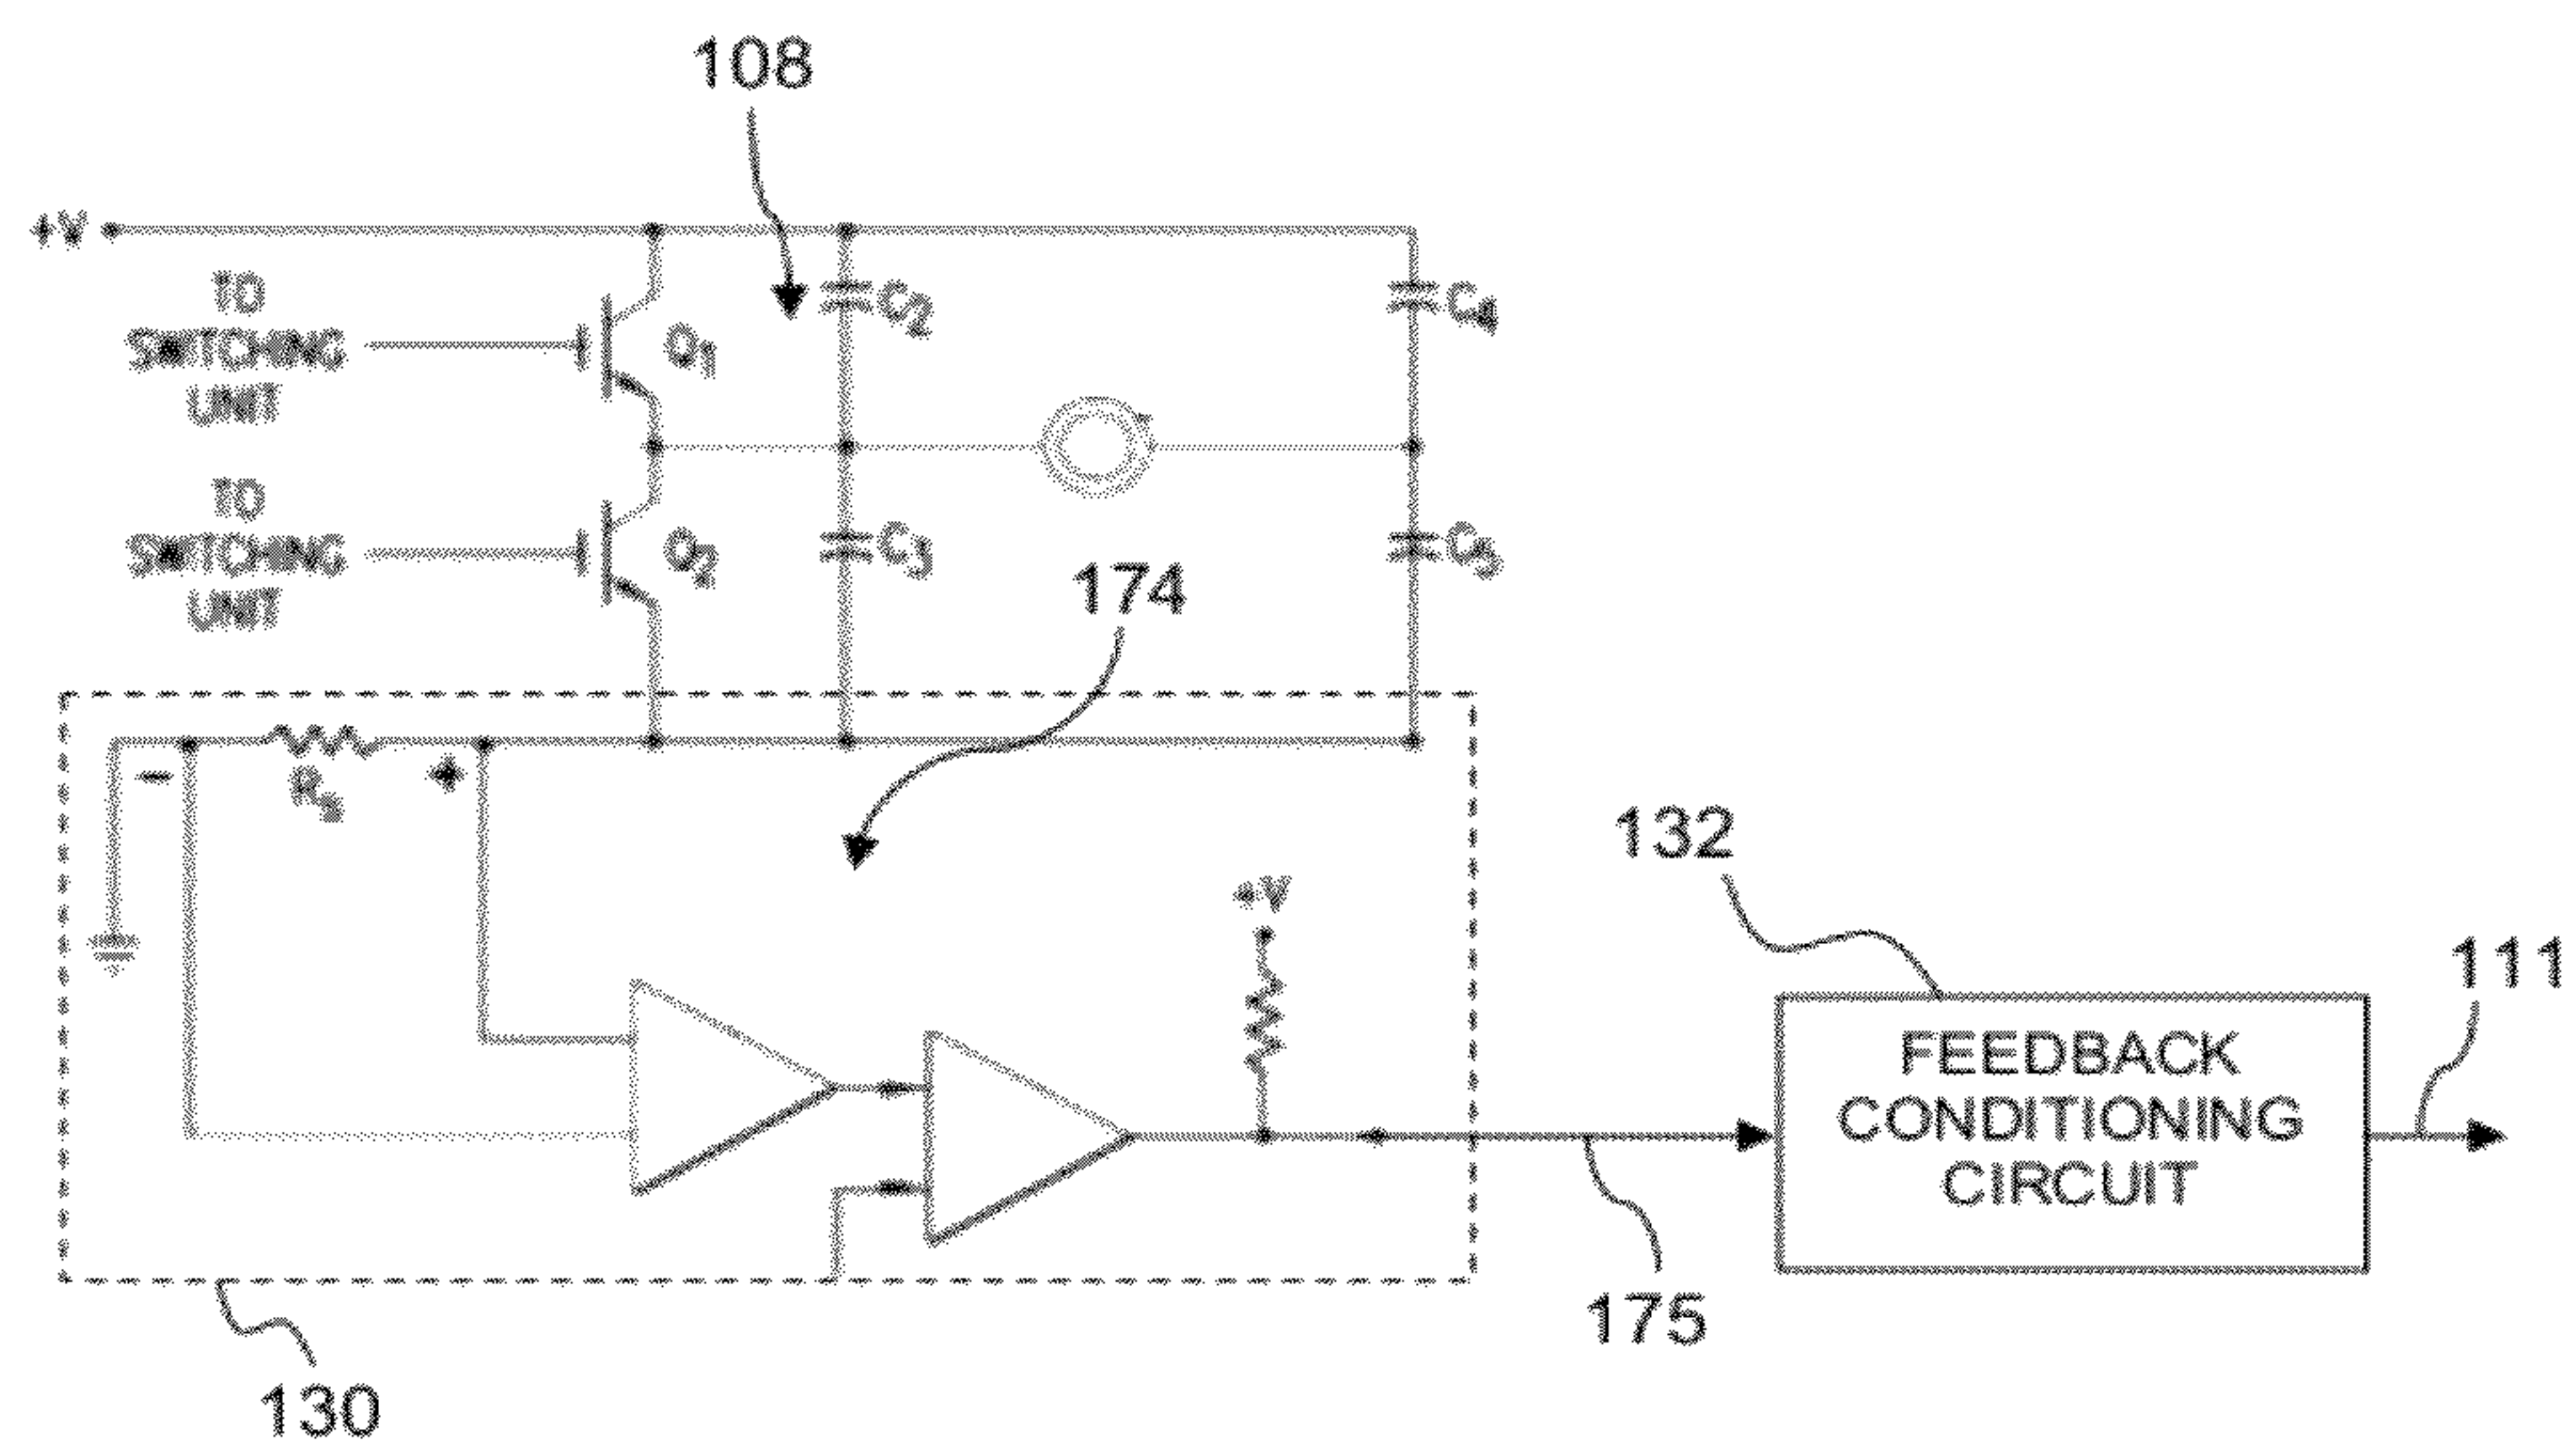 108
+V
TO
SWITCHING
UNIT
Q1
C2
C4
TO
SWITCHING
UNIT
Q2
C3
C5
174
- Rs +
132
+V
111
FEEDBACK
CONDITIONING
CIRCUIT
175
130